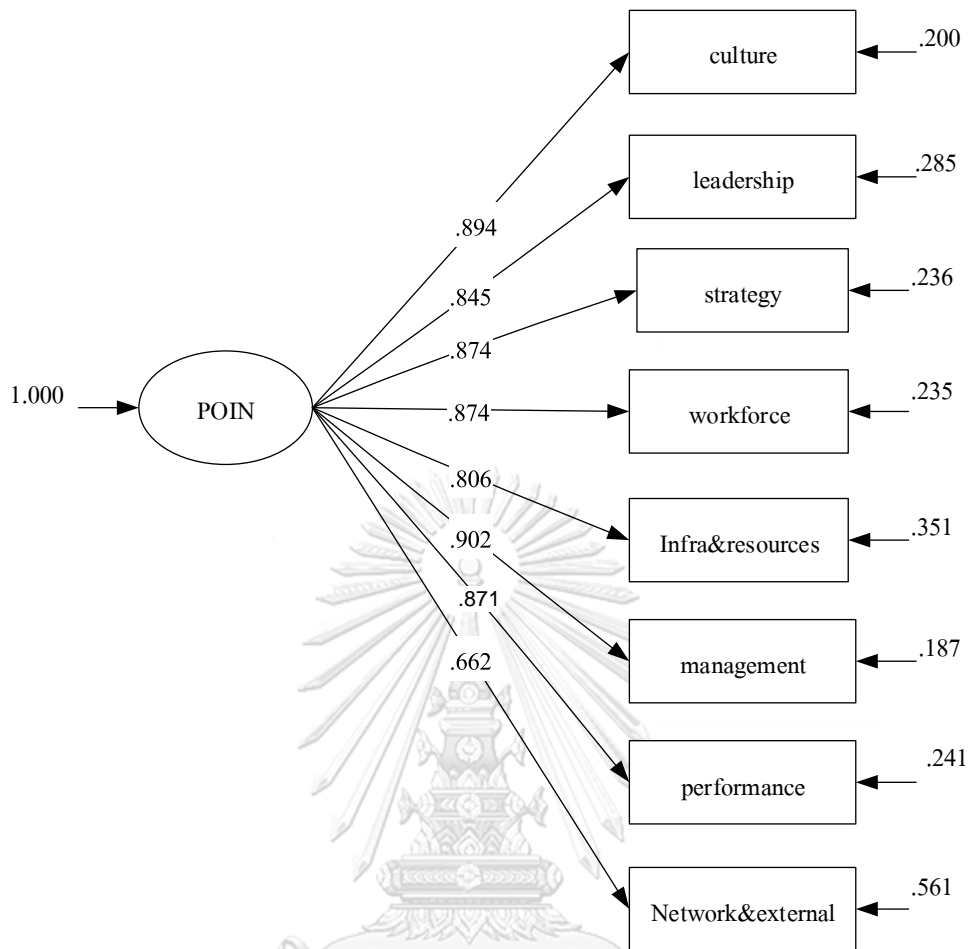 culture
.200
leadership
.285
.894
strategy
.236
.845
.874
1.000
POIN
.874
workforce
.235
.806
.902
Infra&resources
.351
.871
.662
management
.187
performance
.241
Network&external
.561